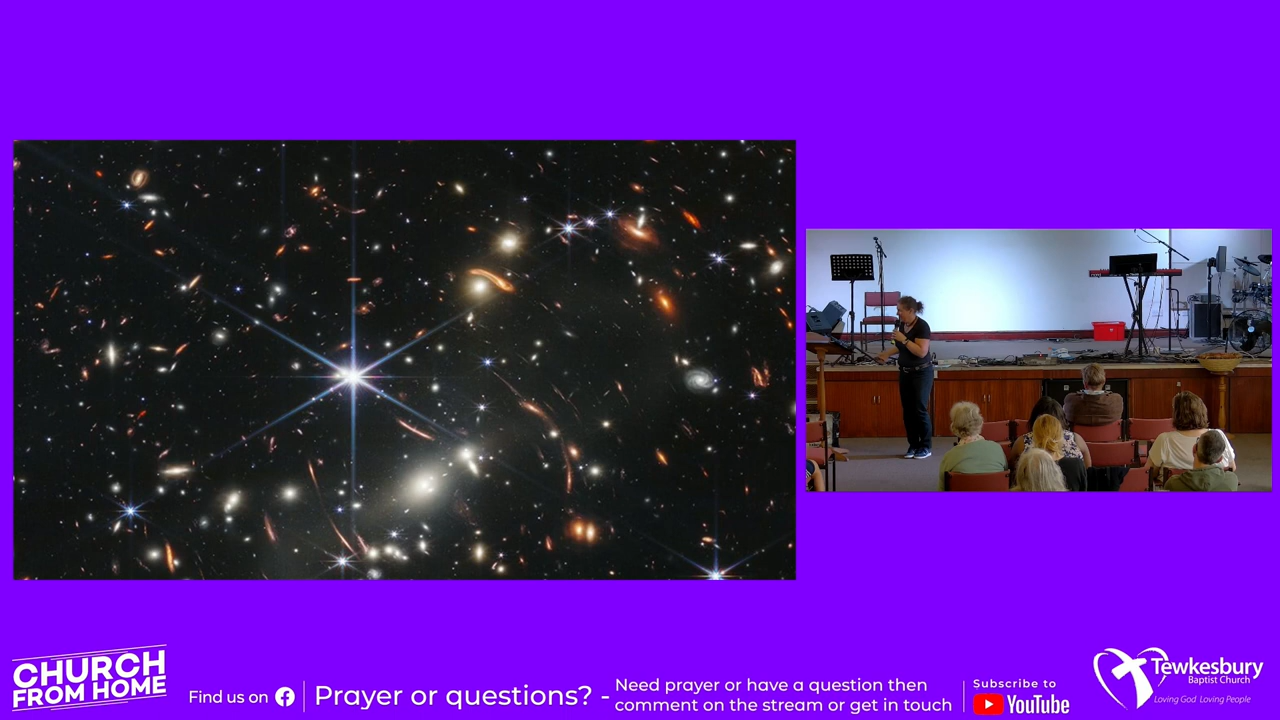 CHURCH
FROM HOME
Find us on
Prayer or questions? -
Need prayer or have a question then
comment on the stream or get in touch
Subscribe to
YouTube
Tewkesbury
Baptist Church
Loving God Loving People